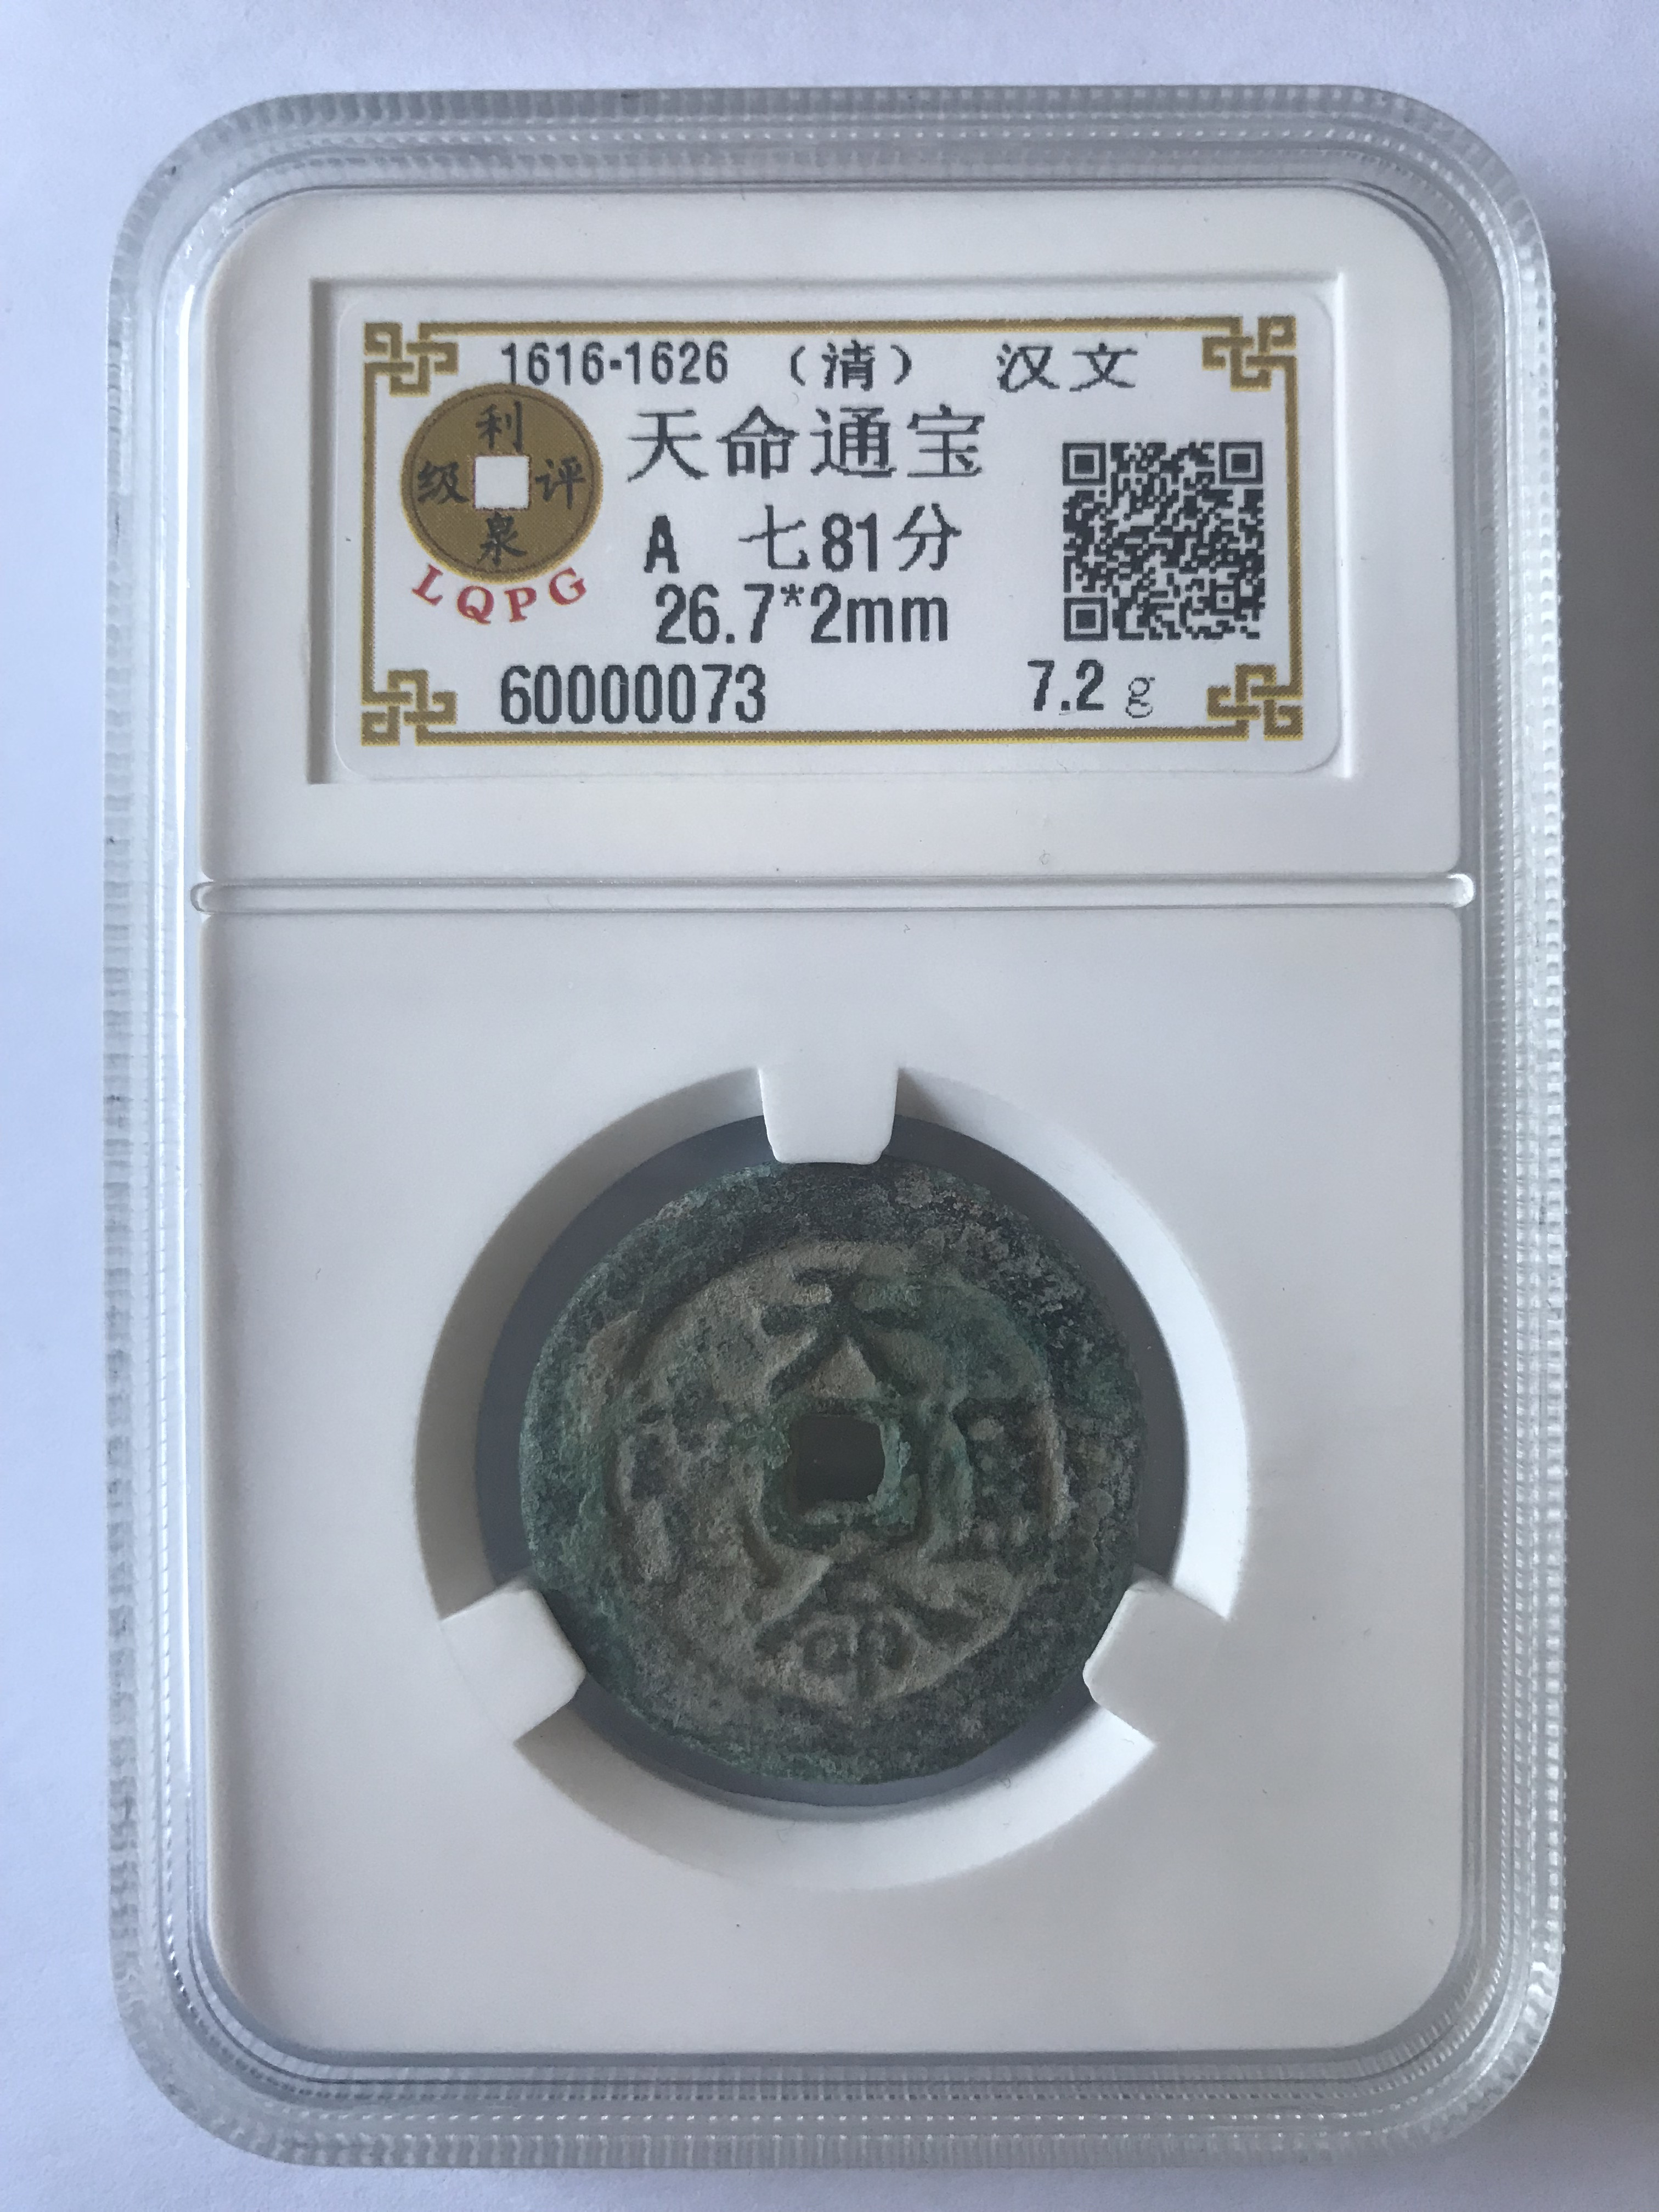 1616-1626 （清） 汉文
利泉评级
LQPG
天命通宝
A 七81分
26.7*2mm
60000073 7.2g
天命